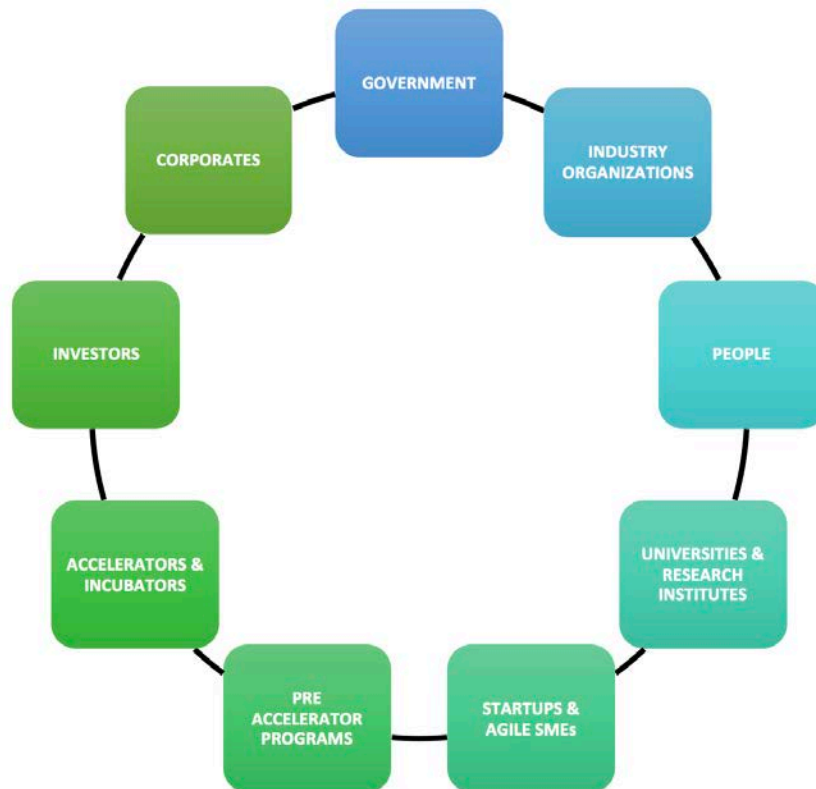 GOVERNMENT
INDUSTRY
ORGANIZATIONS
PEOPLE
UNIVERSITIES &
RESEARCH
INSTITUTES
STARTUPS &
AGILE SMEs
PRE
ACCELERATOR
PROGRAMS
ACCELERATORS &
INCUBATORS
INVESTORS
CORPORATES